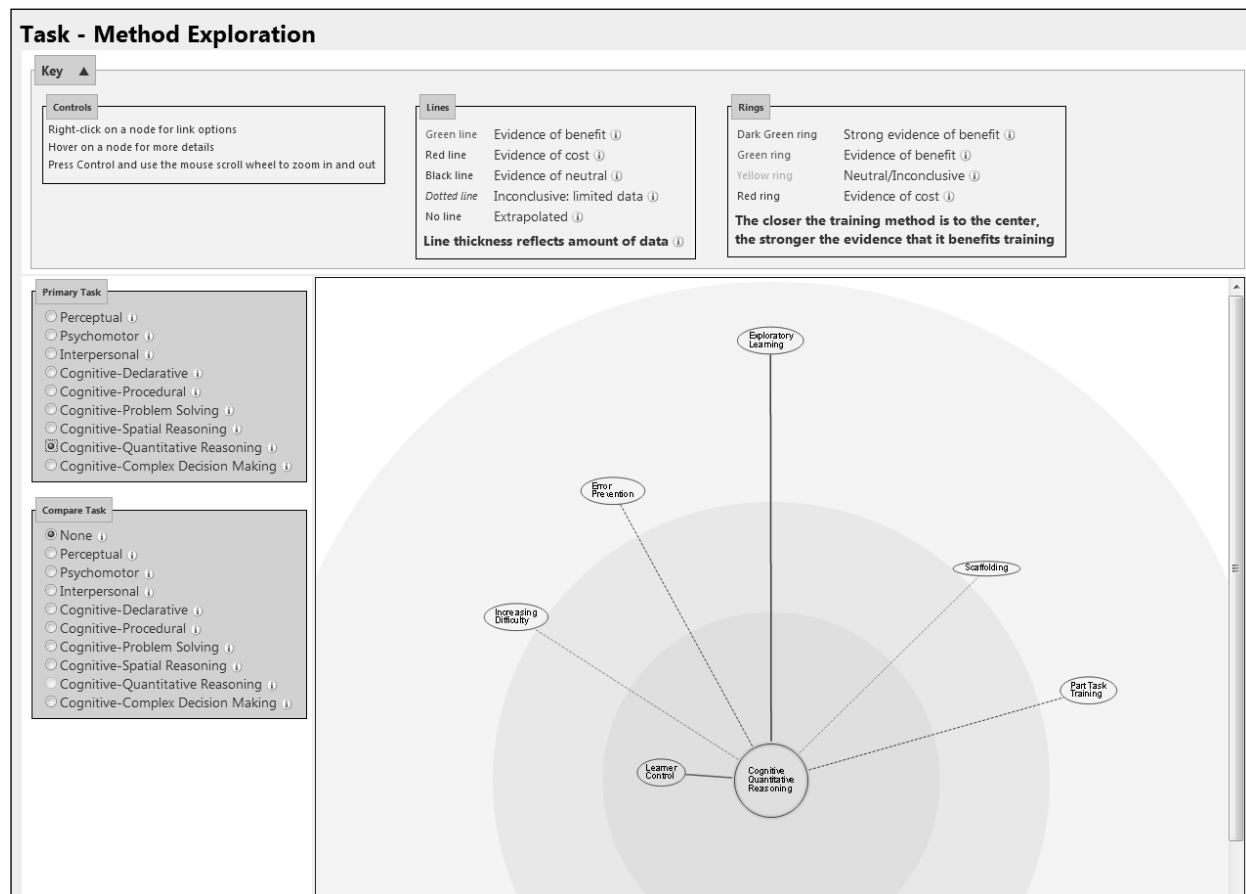 Task - Method Exploration
Key ▲
Controls
Right-click on a node for link options
Hover on a node for more details
Press Control and use the mouse scroll wheel to zoom in and out
Lines
Green line Evidence of benefit i
Red line Evidence of cost i
Black line Evidence of neutral i
Dotted line Inconclusive: limited data i
No line Extrapolated i
Line thickness reflects amount of data i
Rings
Dark Green ring Strong evidence of benefit i
Green ring Evidence of benefit i
Yellow ring Neutral/Inconclusive i
Red ring Evidence of cost i
The closer the training method is to the center,
the stronger the evidence that it benefits training
Primary Task
Perceptual i
Psychomotor i
Interpersonal i
Cognitive-Declarative i
Cognitive-Procedural i
Cognitive-Problem Solving i
Cognitive-Spatial Reasoning i
Cognitive-Quantitative Reasoning i
Cognitive-Complex Decision Making i
Compare Task
None i
Perceptual i
Psychomotor i
Interpersonal i
Cognitive-Declarative i
Cognitive-Procedural i
Cognitive-Problem Solving i
Cognitive-Spatial Reasoning i
Cognitive-Quantitative Reasoning i
Cognitive-Complex Decision Making i
Exploratory
Learning
Error
Prevention
Scaffolding
Increasing
Difficulty
Part Task
Training
Learner
Control
Cognitive
Quantitative
Reasoning